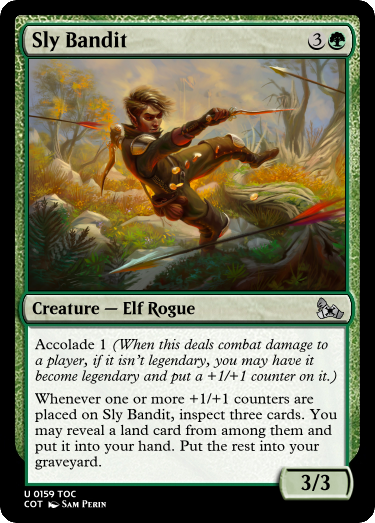 Sly Bandit 3
Creature — Elf Rogue
Accolade 1 (When this deals combat damage to
a player, if it isn't legendary, you may have it
become legendary and put a +1/+1 counter on it.)
Whenever one or more +1/+1 counters are
placed on Sly Bandit, inspect three cards. You
may reveal a land card from among them and
put it into your hand. Put the rest into your
graveyard.
3/3
U 0159 TOC
COT Sam Perin